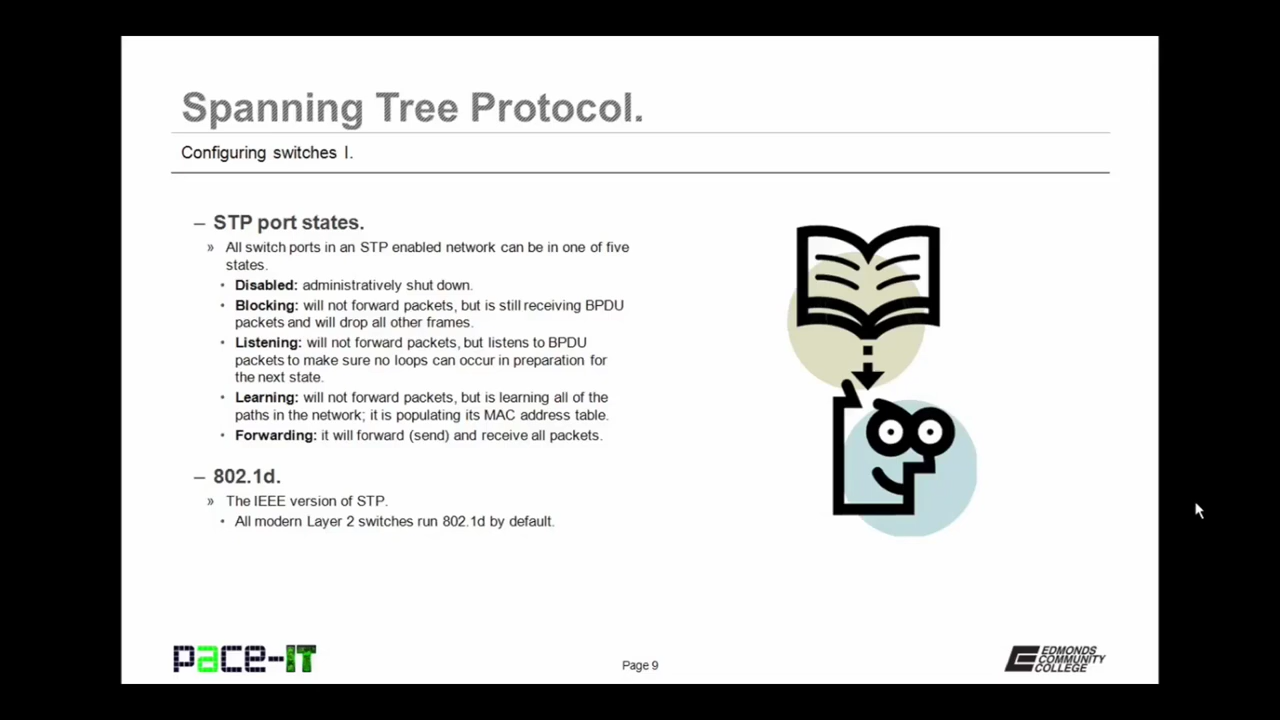 Spanning Tree Protocol.
Configuring switches I.
– STP port states.
» All switch ports in an STP enabled network can be in one of five
states.
• Disabled: administratively shut down.
• Blocking: will not forward packets, but is still receiving BPDU
packets and will drop all other frames.
• Listening: will not forward packets, but listens to BPDU
packets to make sure no loops can occur in preparation for
the next state.
• Learning: will not forward packets, but is learning all of the
paths in the network; it is populating its MAC address table.
• Forwarding: it will forward (send) and receive all packets.
– 802.1d.
» The IEEE version of STP.
• All modern Layer 2 switches run 802.1d by default.
pace-IT
Page 9
EDMONDS
COMMUNITY
COLLEGE